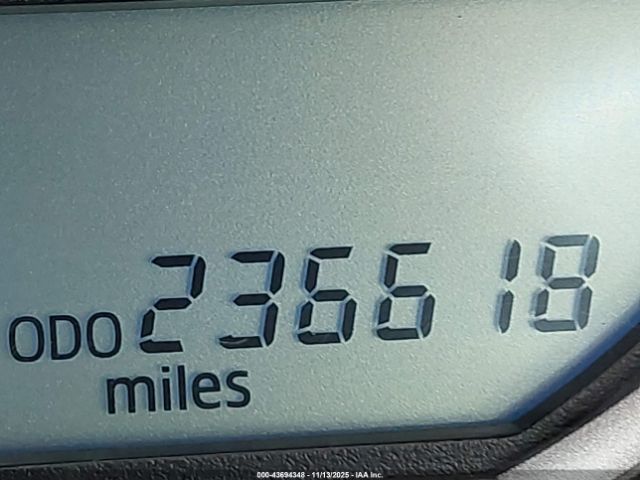 ODO 236618
miles
000-43694348 - 11/13/2025 - IAA Inc.